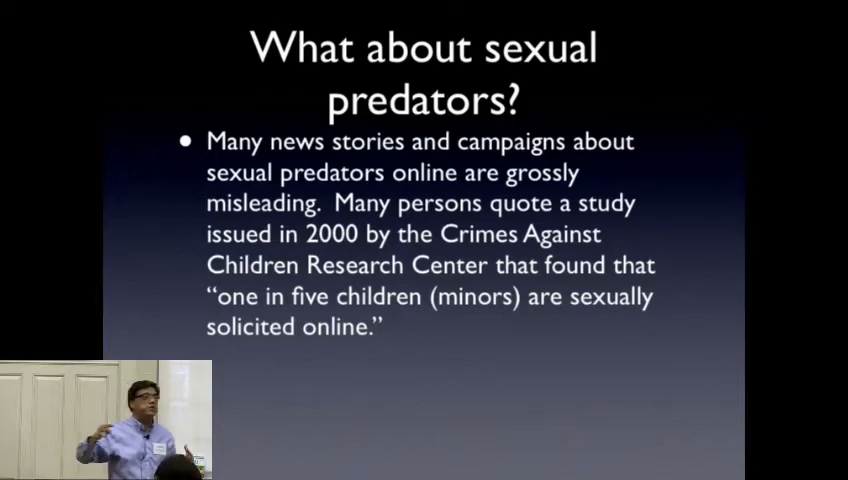 What about sexual
predators?
• Many news stories and campaigns about
sexual predators online are grossly
misleading.  Many persons quote a study
issued in 2000 by the Crimes Against
Children Research Center that found that
“one in five children (minors) are sexually
solicited online.”